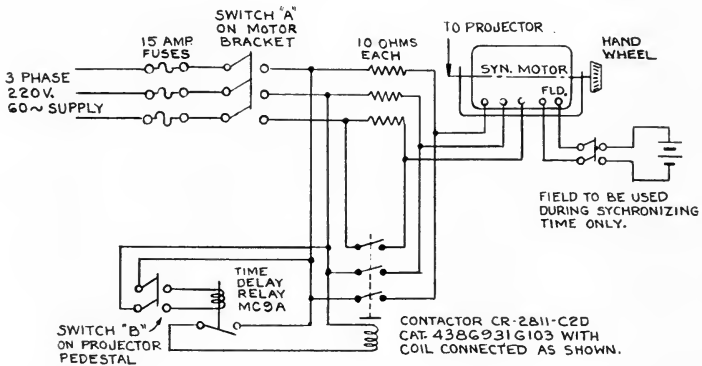 SWITCH "A"
ON MOTOR
BRACKET
15 AMP.
FUSES
3 PHASE
220V.
60~ SUPPLY
10 OHMS
EACH
TO PROJECTOR
SYN. MOTOR
FLD.
HAND
WHEEL
FIELD TO BE USED
DURING SYCHRONIZING
TIME ONLY.
TIME
DELAY
RELAY
MC9A
SWITCH "B"
ON PROJECTOR
PEDESTAL
CONTACTOR CR-2811-C2D
CAT. 4386931G103 WITH
COIL CONNECTED AS SHOWN.